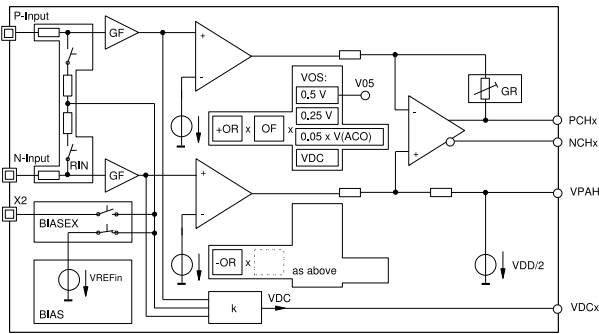 P-Input
GF
+
-
VOS:
0.5 V
V05
0.25 V
+OR x OF x 0.05 x V(ACO)
VDC
GR
-
+
PCHx
NCHx
N-Input
RIN
GF
+
-
VPAH
X2
BIASEX
-OR x
as above
VREFin
BIAS
VDD/2
k
VDC
VDCx